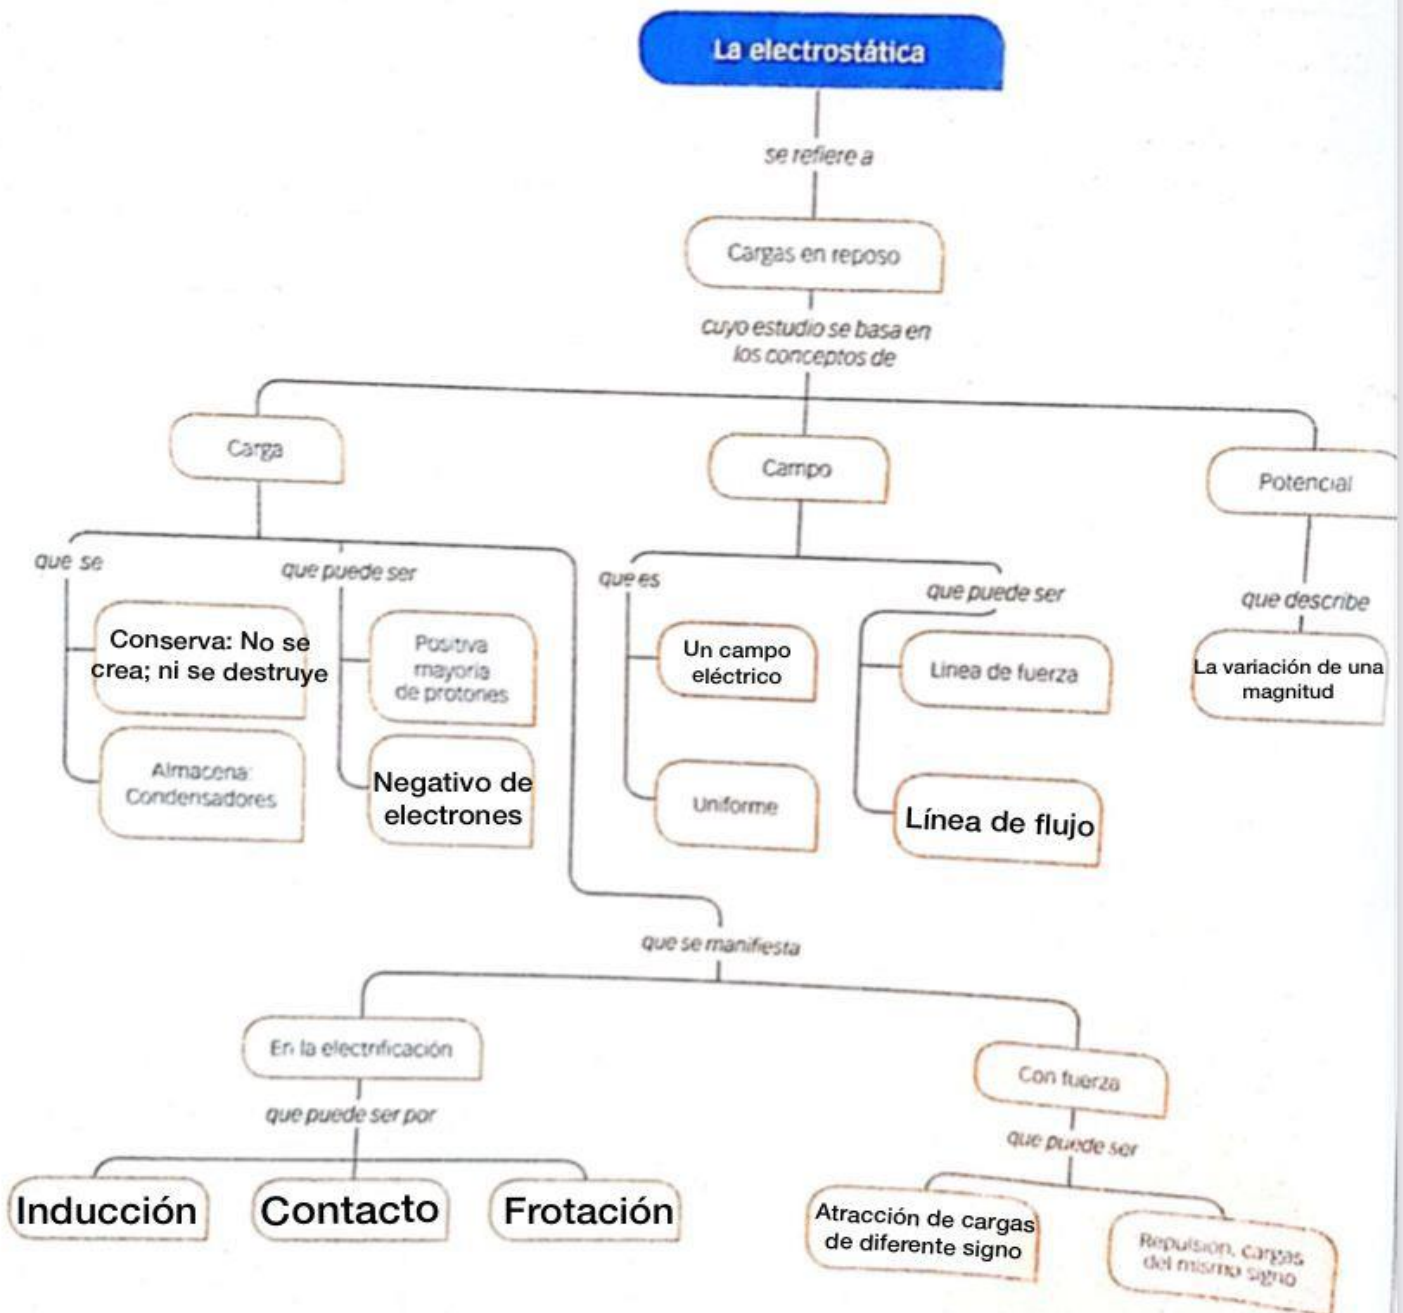 La electrostática
se refiere a
Cargas en reposo
cuyo estudio se basa en
los conceptos de
Carga
Campo
Potencial
que se
que puede ser
que es
que puede ser
que describe
Conserva: No se
crea; ni se destruye
Positiva
mayoría
de protones
Un campo
eléctrico
Línea de fuerza
La variación de una
magnitud
Almacena:
Condensadores
Negativo de
electrones
Uniforme
Línea de flujo
que se manifiesta
En la electrificación
Con fuerza
que puede ser por
que puede ser
Inducción
Contacto
Frotación
Atracción de cargas
de diferente signo
Repulsión, cargas
del mismo signo